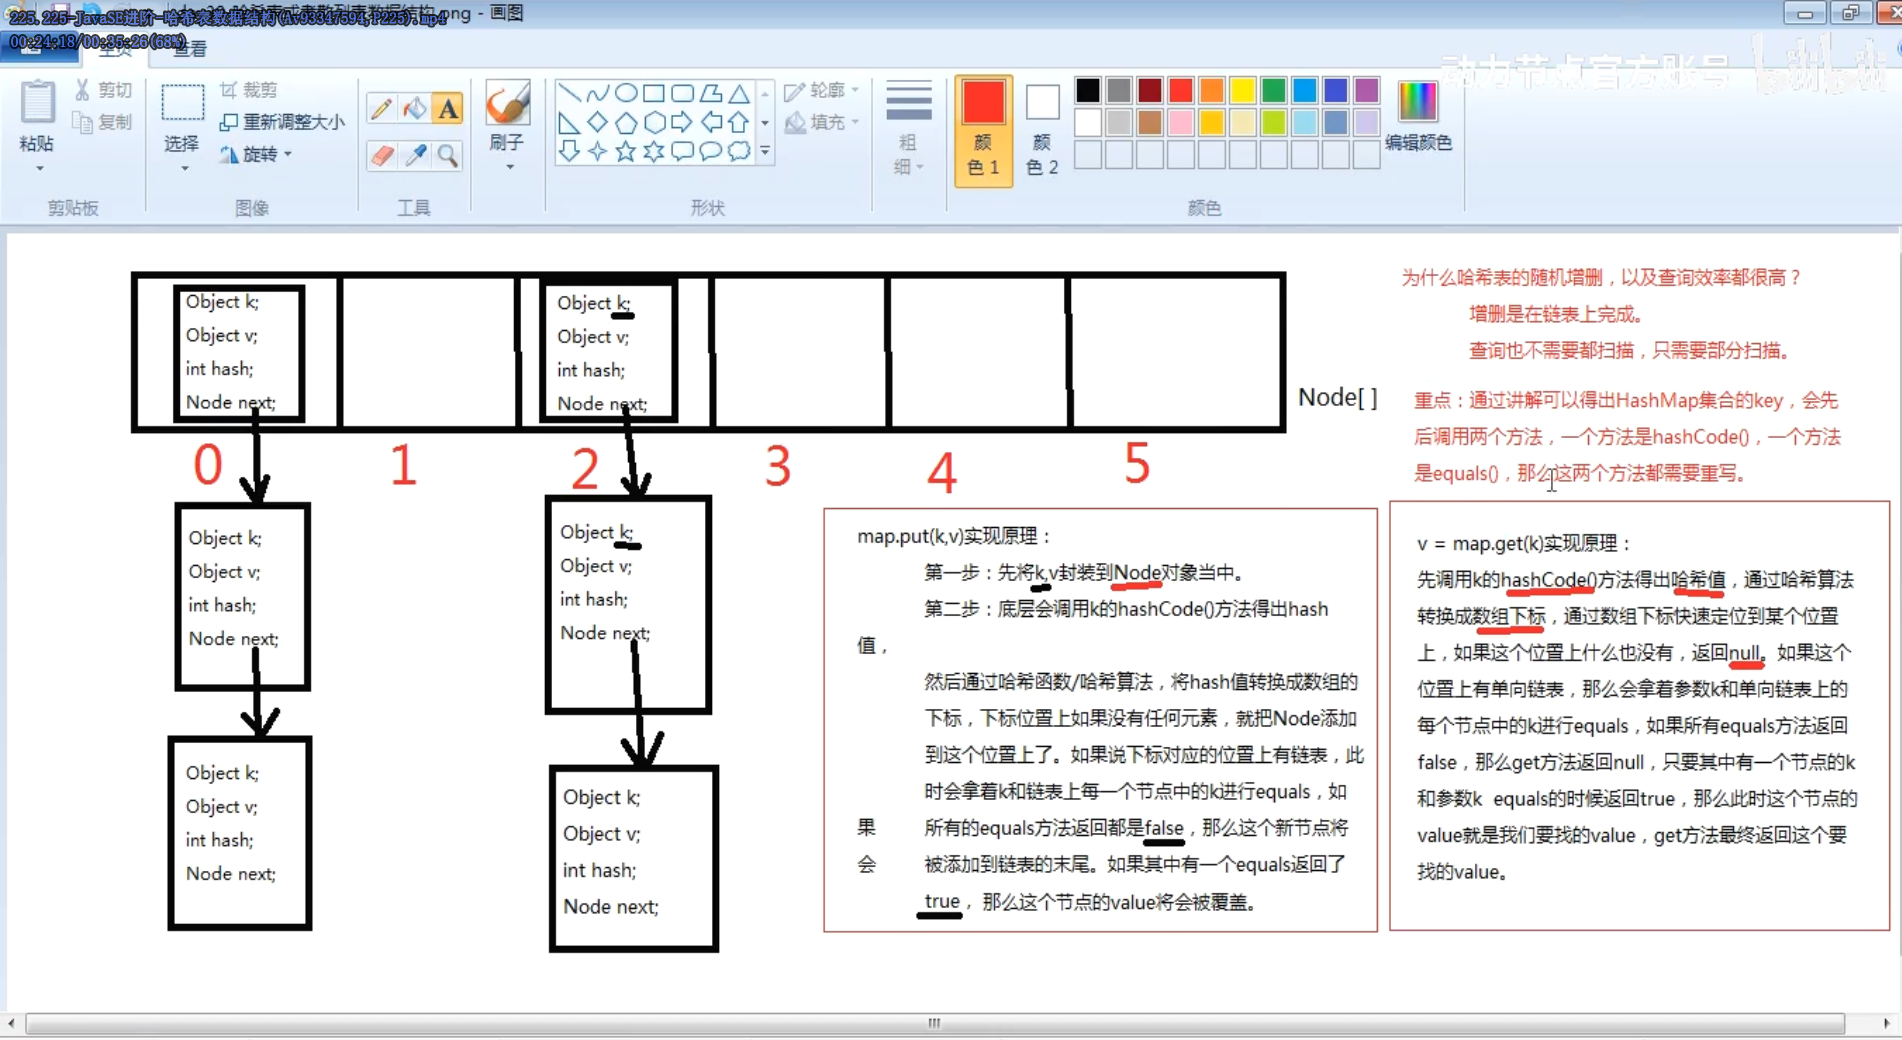 225.225-JavaSE进阶-哈希表数据结构(Av93347594,P225).mp4
.png - 画图
00:24:18/00:35:26(68%)
主页
查看
动力节点官方账号
bilibili
剪切
复制
粘贴
选择
裁剪
重新调整大小
旋转
A
刷子
轮廓
填充
粗
细
颜
色 1
颜
色 2
编辑颜色
剪贴板
图像
工具
形状
颜色
Object k;
Object v;
int hash;
Node next;
Object k;
Object v;
int hash;
Node next;
Node[ ]
0
1
2
3
4
5
Object k;
Object v;
int hash;
Node next;
Object k;
Object v;
int hash;
Node next;
Object k;
Object v;
int hash;
Node next;
Object k;
Object v;
int hash;
Node next;
为什么哈希表的随机增删，以及查询效率都很高？
增删是在链表上完成。
查询也不需要都扫描，只需要部分扫描。
重点：通过讲解可以得出HashMap集合的key，会先
后调用两个方法，一个方法是hashCode()，一个方法
是equals()，那么这两个方法都需要重写。
map.put(k,v)实现原理：
第一步：先将k,v封装到Node对象当中。
第二步：底层会调用k的hashCode()方法得出hash
值，
然后通过哈希函数/哈希算法，将hash值转换成数组的
下标，下标位置上如果没有任何元素，就把Node添加
到这个位置上了。如果说下标对应的位置上有链表，此
时会拿着k和链表上每一个节点中的k进行equals，如
果 所有的equals方法返回都是false，那么这个新节点将
会 被添加到链表的末尾。如果其中有一个equals返回了
true，那么这个节点的value将会被覆盖。
v = map.get(k)实现原理：
先调用k的hashCode()方法得出哈希值，通过哈希算法
转换成数组下标，通过数组下标快速定位到某个位置
上，如果这个位置上什么也没有，返回null。如果这个
位置上有单向链表，那么会拿着参数k和单向链表上的
每个节点中的k进行equals，如果所有equals方法返回
false，那么get方法返回null，只要其中有一个节点的k
和参数k equals的时候返回true，那么此时这个节点的
value就是我们要找的value，get方法最终返回这个要
找的value。